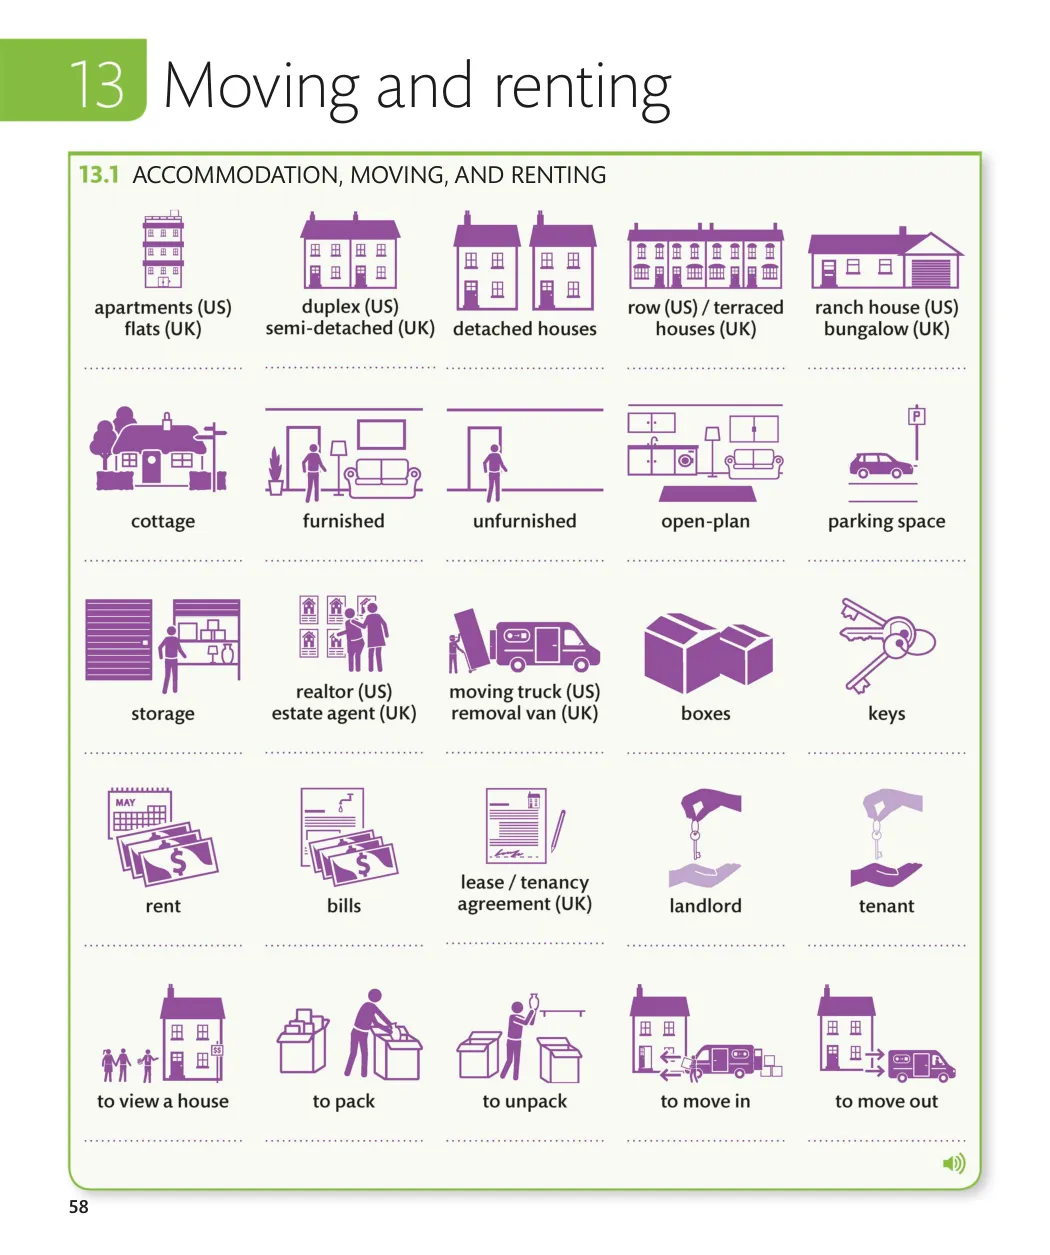 13 Moving and renting
13.1 ACCOMMODATION, MOVING, AND RENTING
apartments (US)
flats (UK)
duplex (US)
semi-detached (UK)
detached houses
row (US) / terraced
houses (UK)
ranch house (US)
bungalow (UK)
P
cottage
furnished
unfurnished
open-plan
parking space
storage
realtor (US)
estate agent (UK)
moving truck (US)
removal van (UK)
boxes
keys
MAY
$
rent
$
bills
lease / tenancy
agreement (UK)
landlord
tenant
$$
to view a house
to pack
to unpack
to move in
to move out
58